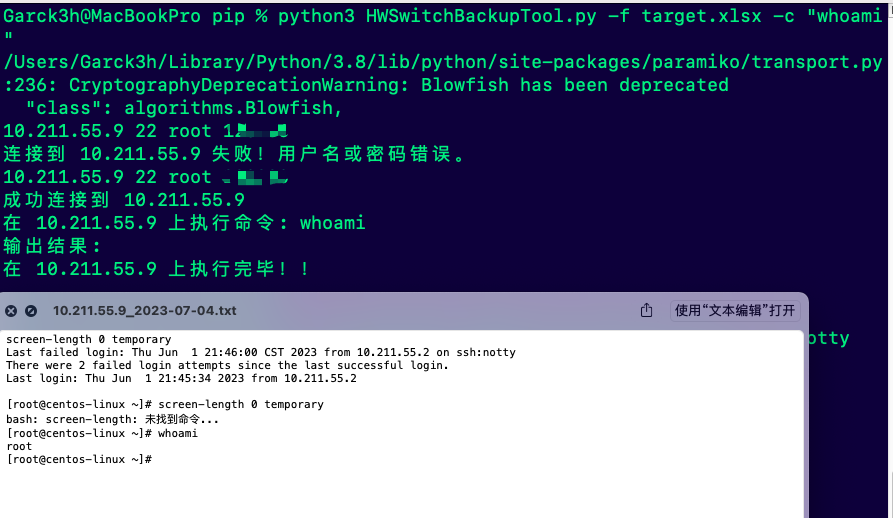 Garck3h@MacBookPro pip % python3 HWSwitchBackupTool.py -f target.xlsx -c "whoami
"
/Users/Garck3h/Library/Python/3.8/lib/python/site-packages/paramiko/transport.py
:236: CryptographyDeprecationWarning: Blowfish has been deprecated
"class": algorithms.Blowfish,
10.211.55.9 22 root
连接到 10.211.55.9 失败！用户名或密码错误。
10.211.55.9 22 root
成功连接到 10.211.55.9
在 10.211.55.9 上执行命令: whoami
输出结果:
在 10.211.55.9 上执行完毕！！
10.211.55.9_2023-07-04.txt
使用“文本编辑”打开
otty
screen-length 0 temporary
Last failed login: Thu Jun  1 21:46:00 CST 2023 from 10.211.55.2 on ssh:notty
There were 2 failed login attempts since the last successful login.
Last login: Thu Jun  1 21:45:34 2023 from 10.211.55.2
[root@centos-linux ~]# screen-length 0 temporary
bash: screen-length: 未找到命令...
[root@centos-linux ~]# whoami
root
[root@centos-linux ~]#